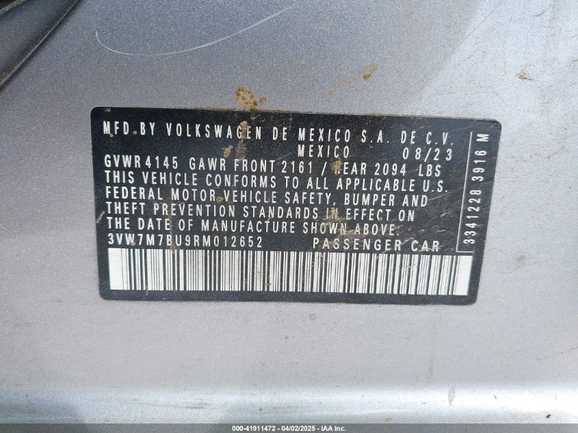 MFD.BY VOLKSWAGEN DE MEXICO S.A. DE C.V.
MEXICO 08/23
GVWR 4145 GAWR FRONT 2161 / REAR 2094 LBS
THIS VEHICLE CONFORMS TO ALL APPLICABLE U.S.
FEDERAL MOTOR VEHICLE SAFETY, BUMPER AND
THEFT PREVENTION STANDARDS IN EFFECT ON
THE DATE OF MANUFACTURE SHOWN ABOVE.
3VW7M7BU9RM012652 PASSENGER CAR
3341228 3916 M
000-41911472 - 04/02/2025 - IAA Inc.